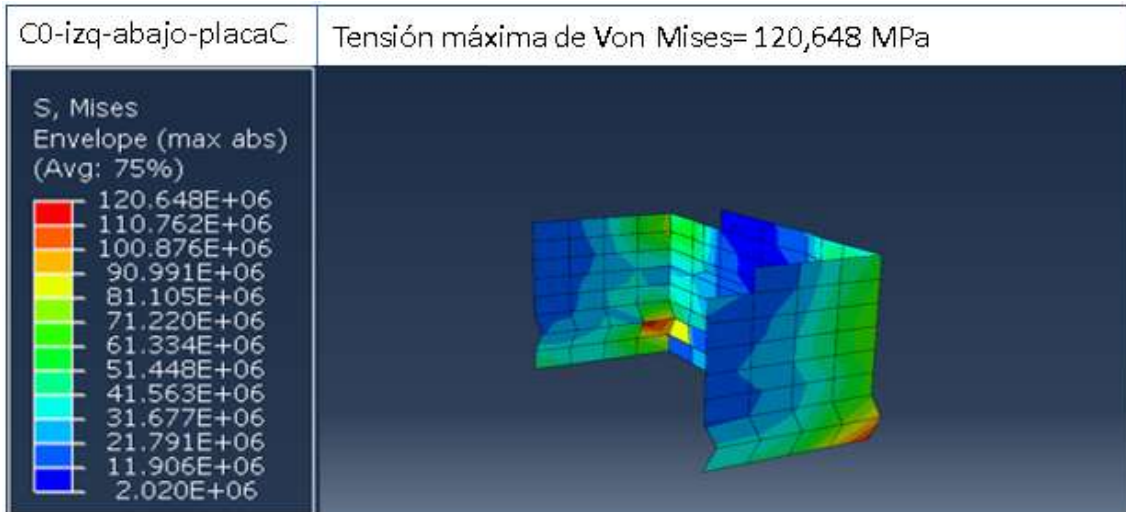 C0-izq-abajo-placaC
Tensión máxima de Von Mises= 120,648 MPa
S, Mises
Envelope (max abs)
(Avg: 75%)
120.648E+06
110.762E+06
100.876E+06
90.991E+06
81.105E+06
71.220E+06
61.334E+06
51.448E+06
41.563E+06
31.677E+06
21.791E+06
11.906E+06
2.020E+06